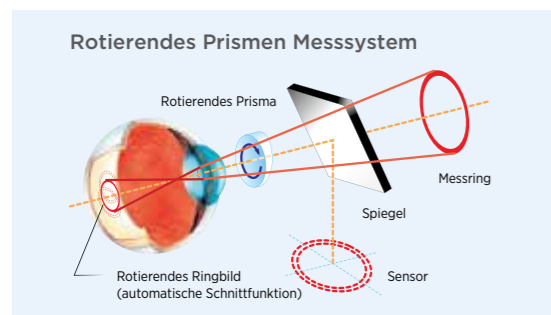 Rotierendes Prismen Messsystem
Rotierendes Prisma
Messring
Spiegel
Rotierendes Ringbild
(automatische Schnittfunktion)
Sensor